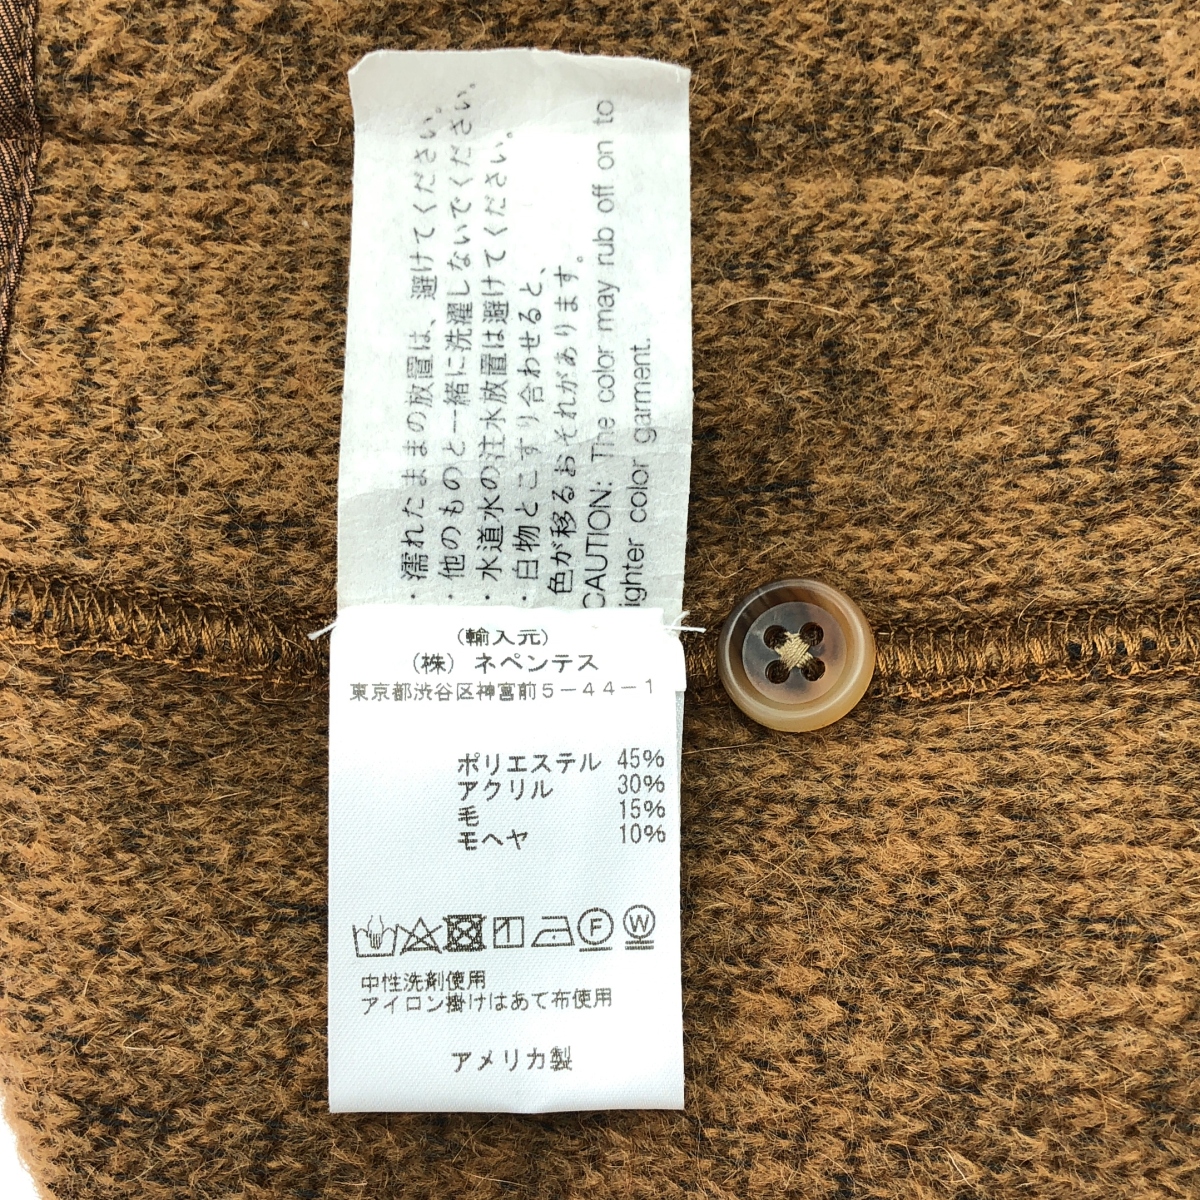 ・濡れたままの放置は、避けてください。
・他のものと一緒に洗濯しないでください。
・水道水の注水放置は避けてください。
・白物とこすり合わせると、
色が移るおそれがあります。
CAUTION: The color may rub off on to
lighter color garment.
(輸入元)
(株) ネペンテス
東京都渋谷区神宮前5-44-1
ポリエステル 45%
アクリル 30%
毛 15%
モヘヤ 10%
F W
中性洗剤使用
アイロン掛けはあて布使用
アメリカ製